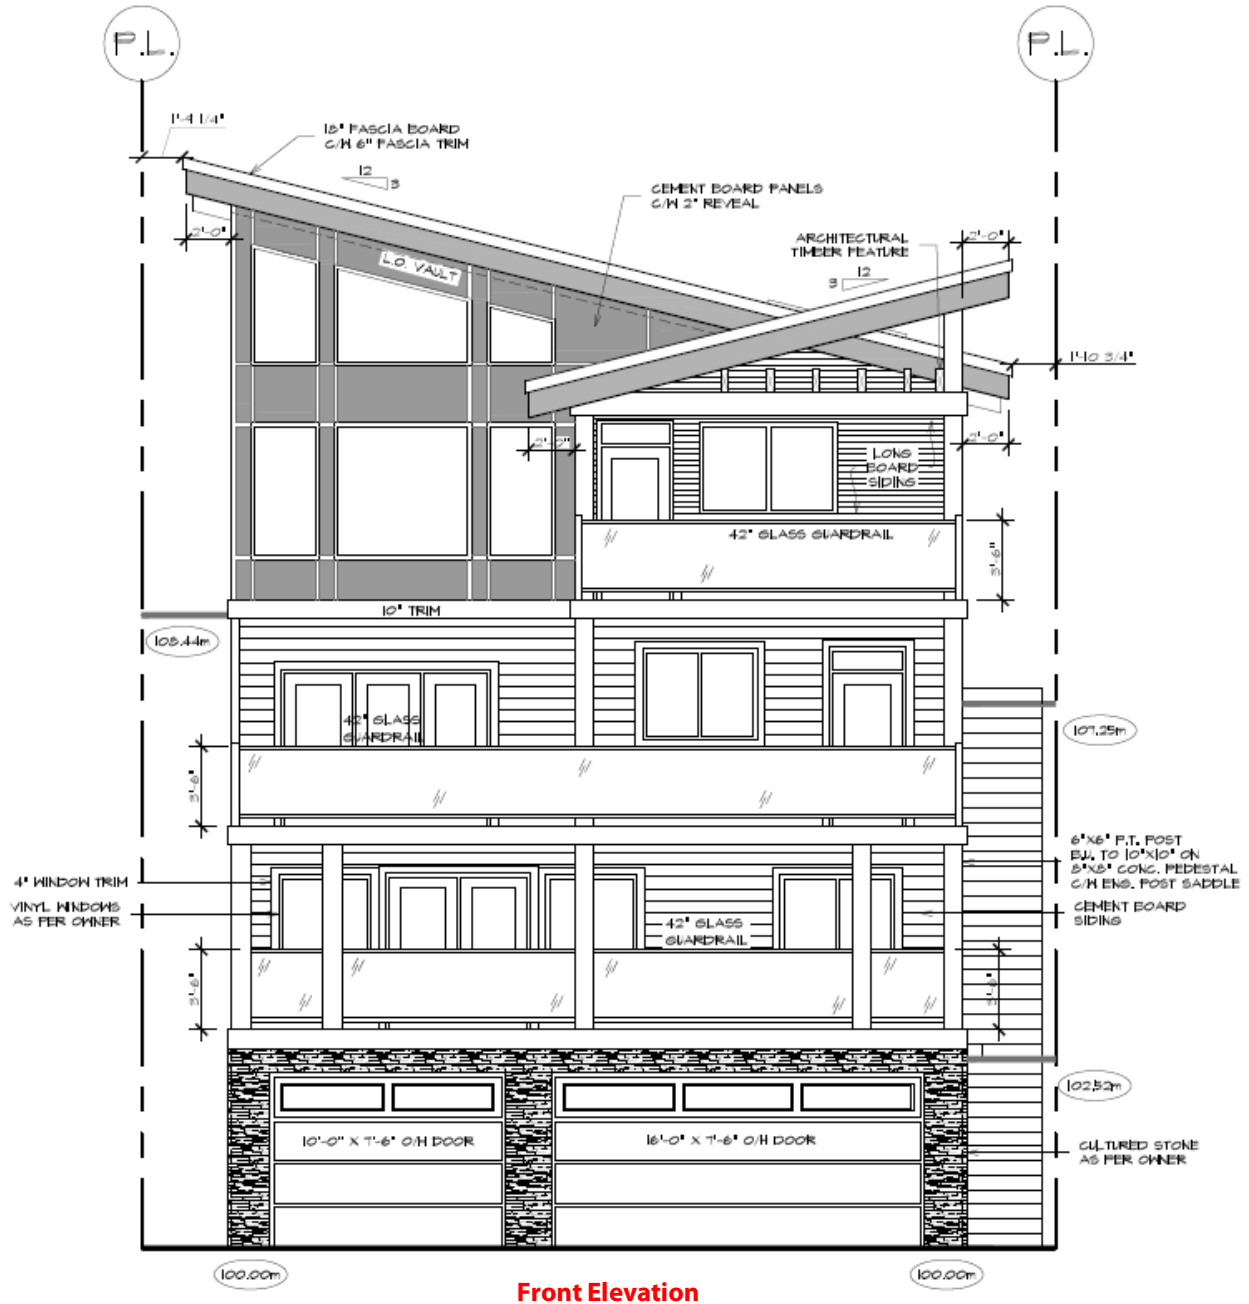 P.L.
P.L.
1'-4 1/4"
18" FASCIA BOARD
C/W 6" FASCIA TRIM
12
3
CEMENT BOARD PANELS
C/W 2" REVEAL
ARCHITECTURAL
TIMBER FEATURE
12
3
2'-0"
2'-0"
L.O. VAULT
1'-10 3/4"
2'-0"
2'-0"
LONG
BOARD
SIDING
42" GLASS GUARDRAIL
3'-6"
10" TRIM
108.44m
42" GLASS
GUARDRAIL
107.25m
3'-6"
6"X6" P.T. POST
B.U. TO 10"X10" ON
8"X8" CONC. PEDESTAL
C/W ENG. POST SADDLE
4" WINDOW TRIM
VINYL WINDOWS
AS PER OWNER
CEMENT BOARD
SIDING
42" GLASS
GUARDRAIL
3'-6"
3'-6"
102.52m
10'-0" X 7'-6" O/H DOOR
16'-0" X 7'-6" O/H DOOR
CULTURED STONE
AS PER OWNER
100.00m
100.00m
Front Elevation